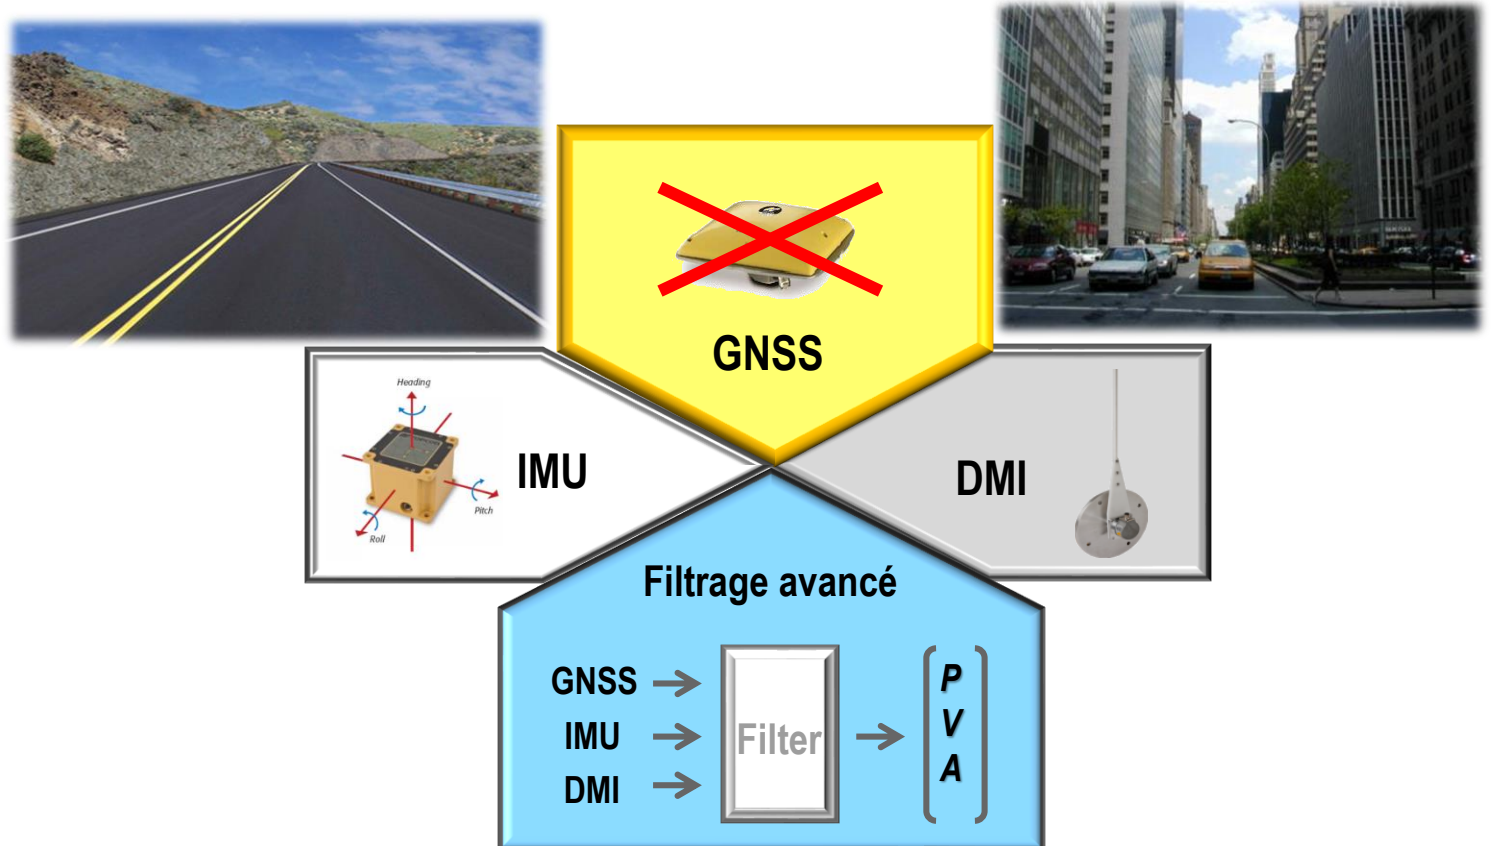 GNSS
Heading
Pitch
Roll
IMU
DMI
Filtrage avancé
GNSS
IMU
DMI
Filter
P
V
A